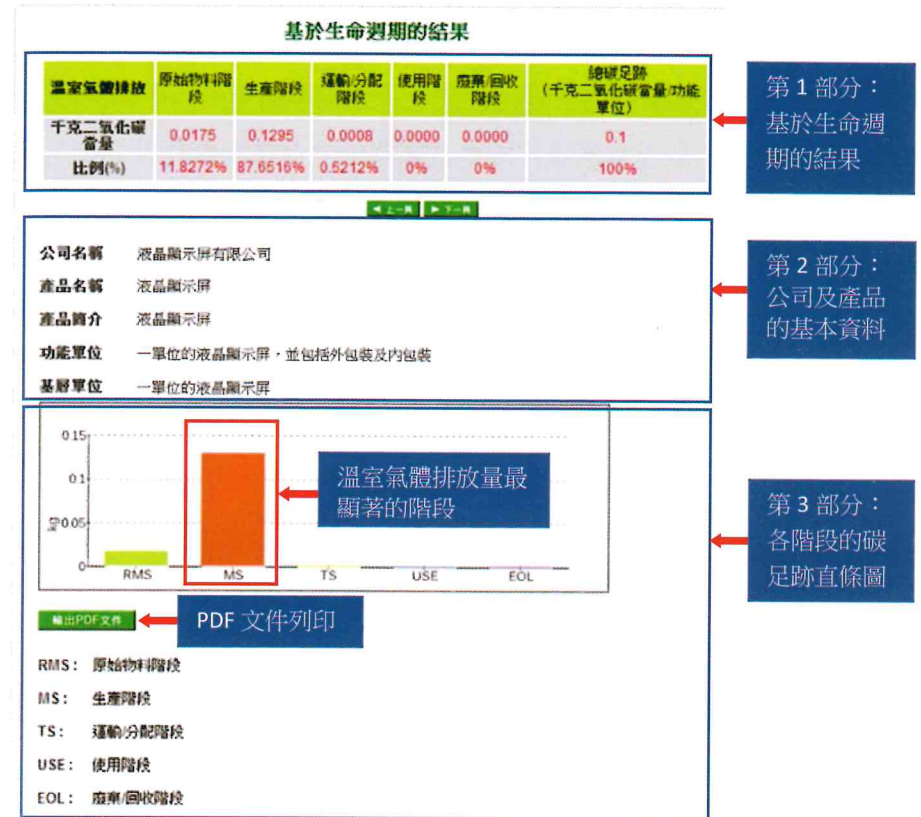 基於生命週期的結果
溫室氣體排放 原始物料階段 生產階段 運輸/分配階段 使用階段 廢棄/回收階段 總碳足跡(千克二氧化碳當量/功能單位)
千克二氧化碳當量 0.0175 0.1295 0.0008 0.0000 0.0000 0.1
比例(%) 11.8272% 87.6516% 0.5212% 0% 0% 100%
第 1 部分：
基於生命週
期的結果
◀ 上一頁 ▶ 下一頁
公司名稱 液晶顯示屏有限公司
產品名稱 液晶顯示屏
產品簡介 液晶顯示屏
功能單位 一單位的液晶顯示屏，並包括外包裝及內包裝
基層單位 一單位的液晶顯示屏
第 2 部分：
公司及產品
的基本資料
0.15
0.1
0.05
0
kg
RMS MS TS USE EOL
溫室氣體排放量最
顯著的階段
第 3 部分：
各階段的碳
足跡直條圖
輸出PDF文件
PDF 文件列印
RMS： 原始物料階段
MS： 生產階段
TS： 運輸/分配階段
USE： 使用階段
EOL： 廢棄/回收階段